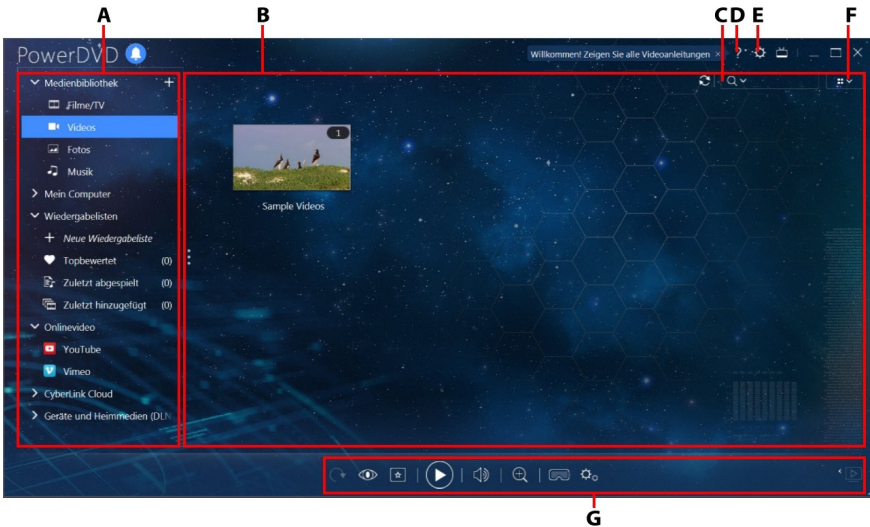 A B C D E F
PowerDVD
Willkommen! Zeigen Sie alle Videoanleitungen ×
Medienbibliothek +
Filme/TV
Videos
Fotos
Musik
Mein Computer
Wiedergabelisten
+ Neue Wiedergabeliste
Topbewertet (0)
Zuletzt abgespielt (0)
Zuletzt hinzugefügt (0)
Onlinevideo
YouTube
Vimeo
CyberLink Cloud
Geräte und Heimmedien (DLN
1
Sample Videos
G